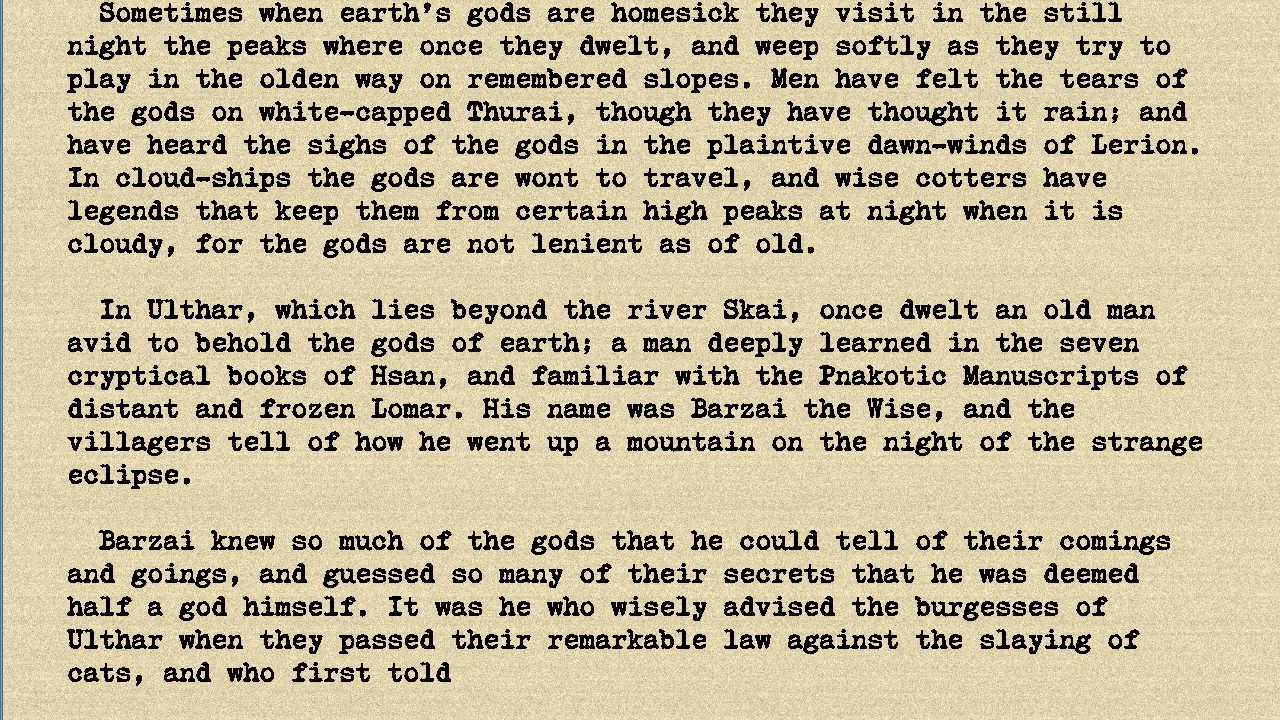 Sometimes when earth's gods are homesick they visit in the still
night the peaks where once they dwelt, and weep softly as they try to
play in the olden way on remembered slopes. Men have felt the tears of
the gods on white-capped Thurai, though they have thought it rain; and
have heard the sighs of the gods in the plaintive dawn-winds of Lerion.
In cloud-ships the gods are wont to travel, and wise cotters have
legends that keep them from certain high peaks at night when it is
cloudy, for the gods are not lenient as of old.
In Ulthar, which lies beyond the river Skai, once dwelt an old man
avid to behold the gods of earth; a man deeply learned in the seven
cryptical books of Hsan, and familiar with the Pnakotic Manuscripts of
distant and frozen Lomar. His name was Barzai the Wise, and the
villagers tell of how he went up a mountain on the night of the strange
eclipse.
Barzai knew so much of the gods that he could tell of their comings
and goings, and guessed so many of their secrets that he was deemed
half a god himself. It was he who wisely advised the burgesses of
Ulthar when they passed their remarkable law against the slaying of
cats, and who first told